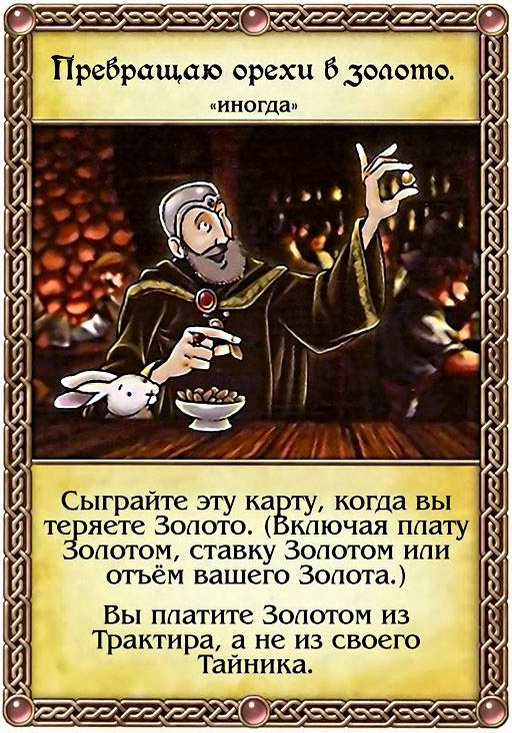 Превращаю орехи в золото.
«иногда»
Сыграйте эту карту, когда вы
теряете Золото. (Включая плату
Золотом, ставку Золотом или
отъём вашего Золота.)
Вы платите Золотом из
Трактира, а не из своего
Тайника.